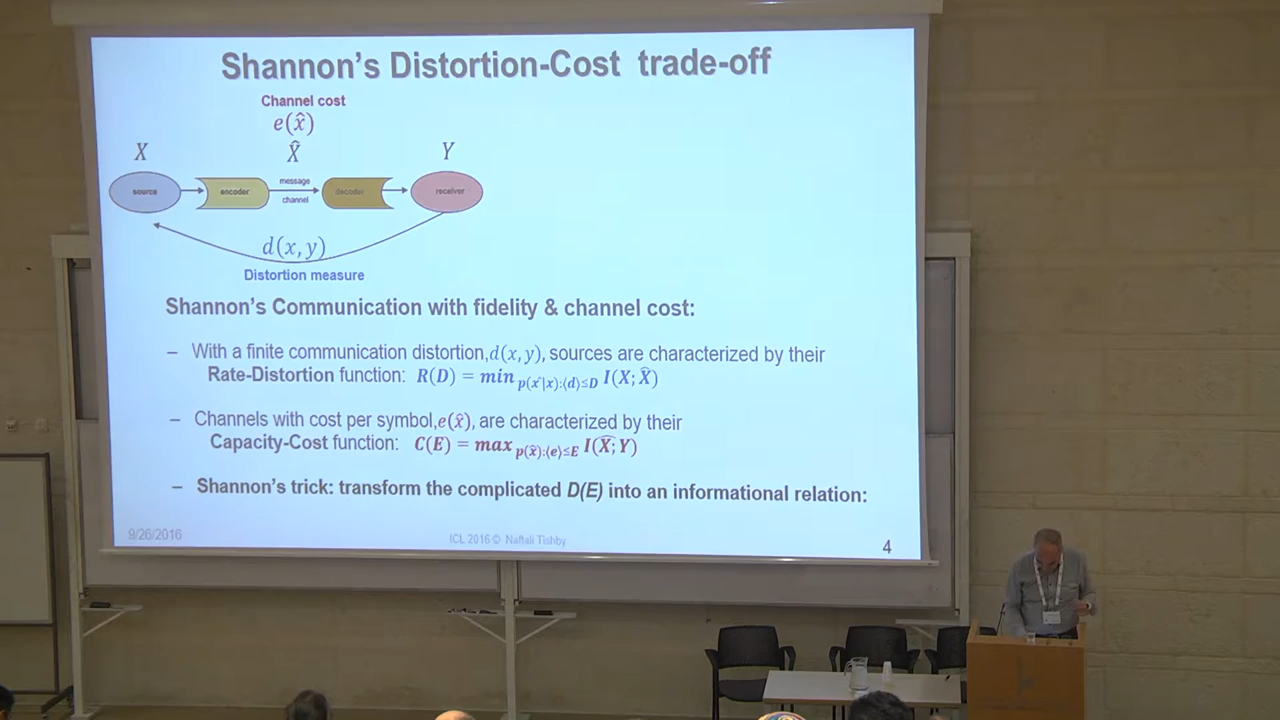 Shannon's Distortion-Cost trade-off
Channel cost
e(x̂)
X X̂ Y
source encoder message channel decoder receiver
d(x, y)
Distortion measure
Shannon's Communication with fidelity & channel cost:
– With a finite communication distortion,d(x, y), sources are characterized by their
Rate-Distortion function: R(D) = min p(x̂|x):⟨d⟩≤D I(X; X̂)
– Channels with cost per symbol,e(x̂), are characterized by their
Capacity-Cost function: C(E) = max p(x̂):⟨e⟩≤E I(X̂; Y)
– Shannon's trick: transform the complicated D(E) into an informational relation:
9/26/2016 ICL 2016 © Naftali Tishby 4